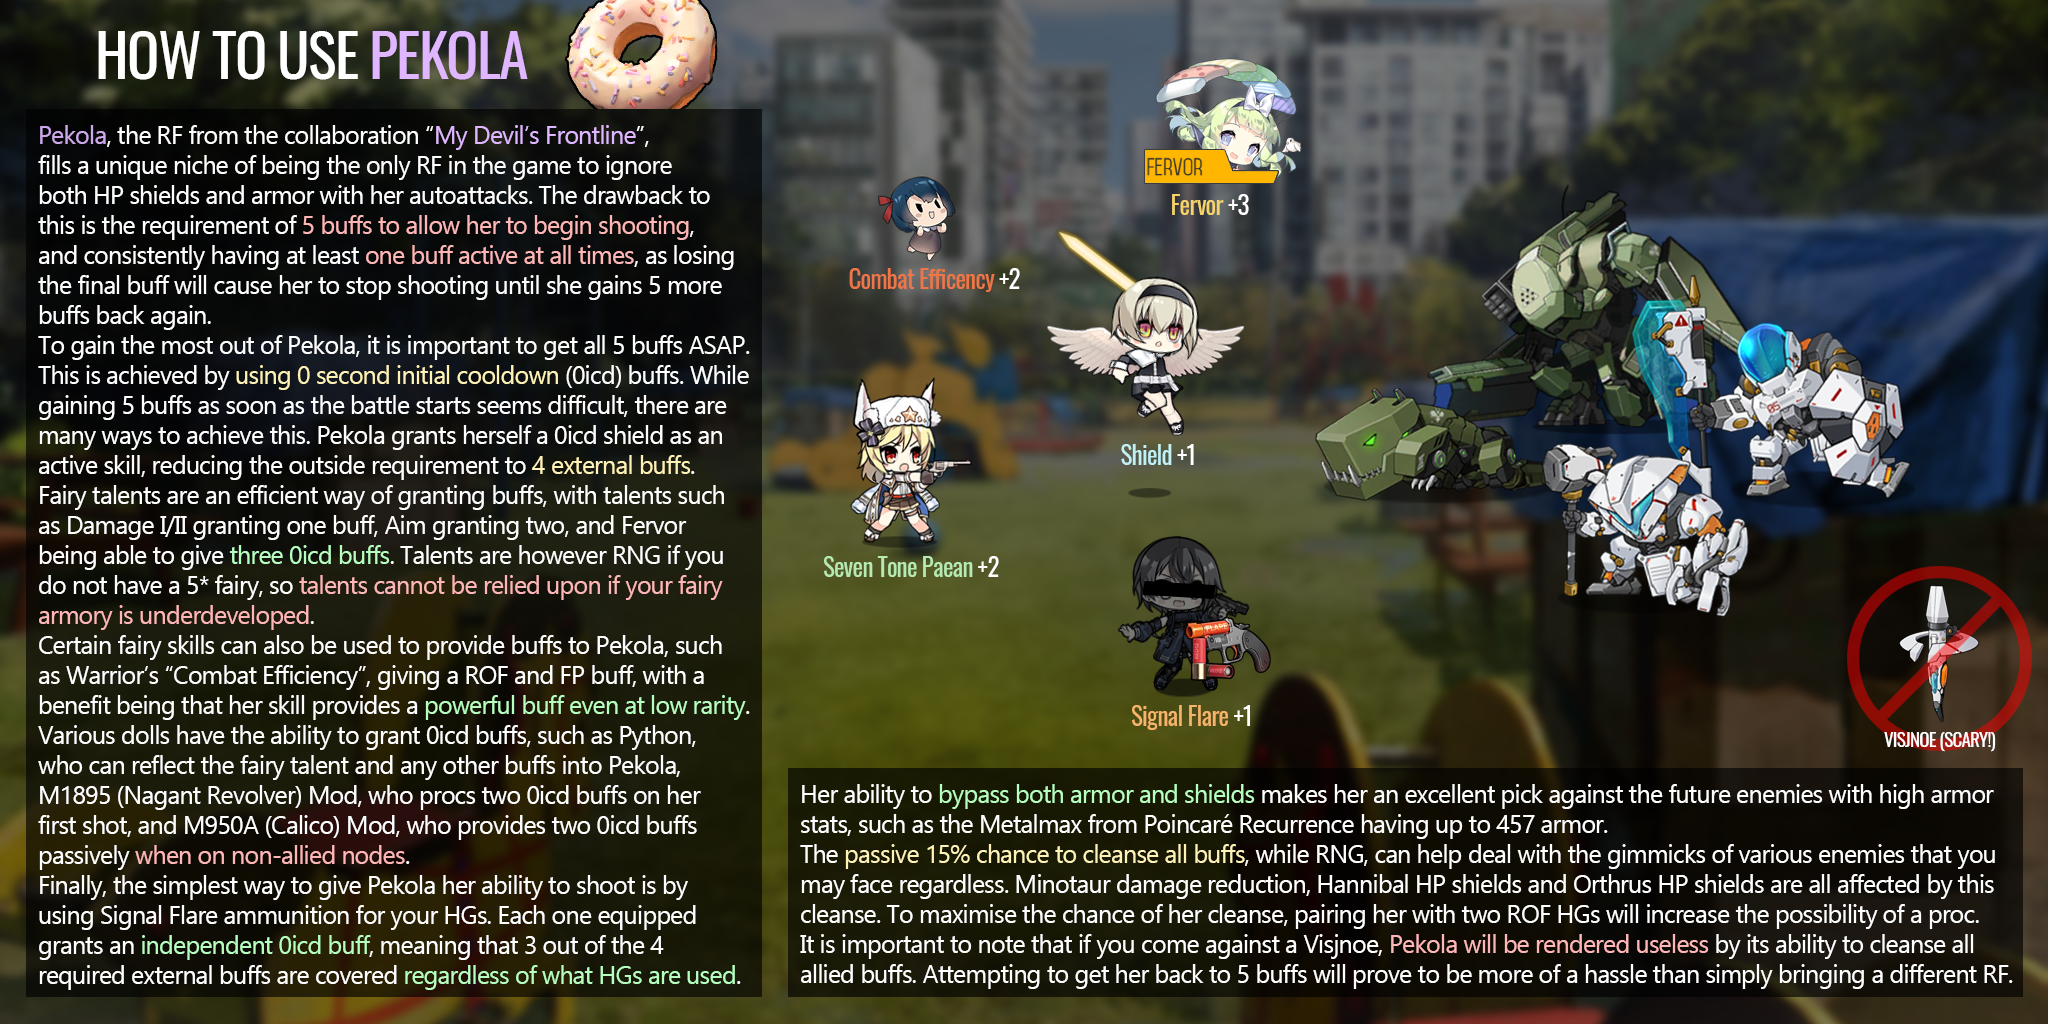 HOW TO USE PEKOLA
Pekola, the RF from the collaboration “My Devil’s Frontline”,
fills a unique niche of being the only RF in the game to ignore
both HP shields and armor with her autoattacks. The drawback to
this is the requirement of 5 buffs to allow her to begin shooting,
and consistently having at least one buff active at all times, as losing
the final buff will cause her to stop shooting until she gains 5 more
buffs back again.
To gain the most out of Pekola, it is important to get all 5 buffs ASAP.
This is achieved by using 0 second initial cooldown (0icd) buffs. While
gaining 5 buffs as soon as the battle starts seems difficult, there are
many ways to achieve this. Pekola grants herself a 0icd shield as an
active skill, reducing the outside requirement to 4 external buffs.
Fairy talents are an efficient way of granting buffs, with talents such
as Damage I/II granting one buff, Aim granting two, and Fervor
being able to give three 0icd buffs. Talents are however RNG if you
do not have a 5* fairy, so talents cannot be relied upon if your fairy
armory is underdeveloped.
Certain fairy skills can also be used to provide buffs to Pekola, such
as Warrior’s “Combat Efficiency”, giving a ROF and FP buff, with a
benefit being that her skill provides a powerful buff even at low rarity.
Various dolls have the ability to grant 0icd buffs, such as Python,
who can reflect the fairy talent and any other buffs into Pekola,
M1895 (Nagant Revolver) Mod, who procs two 0icd buffs on her
first shot, and M950A (Calico) Mod, who provides two 0icd buffs
passively when on non-allied nodes.
Finally, the simplest way to give Pekola her ability to shoot is by
using Signal Flare ammunition for your HGs. Each one equipped
grants an independent 0icd buff, meaning that 3 out of the 4
required external buffs are covered regardless of what HGs are used.
FERVOR
Fervor +3
Combat Efficency +2
Shield +1
Seven Tone Paean +2
FLARE
Signal Flare +1
VISJNOE (SCARY!)
Her ability to bypass both armor and shields makes her an excellent pick against the future enemies with high armor
stats, such as the Metalmax from Poincaré Recurrence having up to 457 armor.
The passive 15% chance to cleanse all buffs, while RNG, can help deal with the gimmicks of various enemies that you
may face regardless. Minotaur damage reduction, Hannibal HP shields and Orthrus HP shields are all affected by this
cleanse. To maximise the chance of her cleanse, pairing her with two ROF HGs will increase the possibility of a proc.
It is important to note that if you come against a Visjnoe, Pekola will be rendered useless by its ability to cleanse all
allied buffs. Attempting to get her back to 5 buffs will prove to be more of a hassle than simply bringing a different RF.